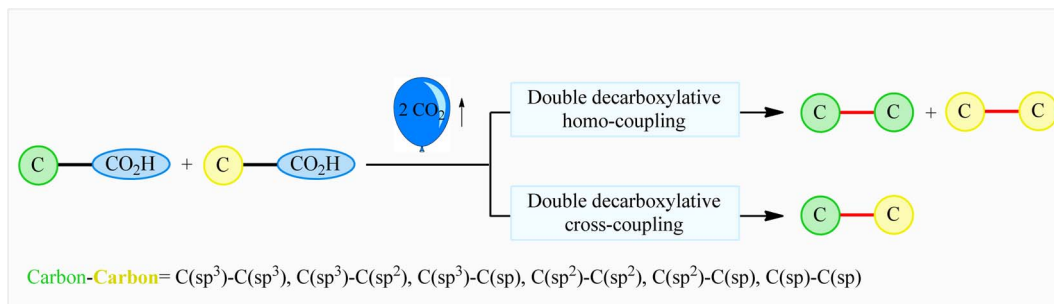 2 CO₂
Double decarboxylative
homo-coupling
C C + C C
C CO₂H + C CO₂H
Double decarboxylative
cross-coupling
C C
Carbon-Carbon= C(sp³)-C(sp³), C(sp³)-C(sp²), C(sp³)-C(sp), C(sp²)-C(sp²), C(sp²)-C(sp), C(sp)-C(sp)